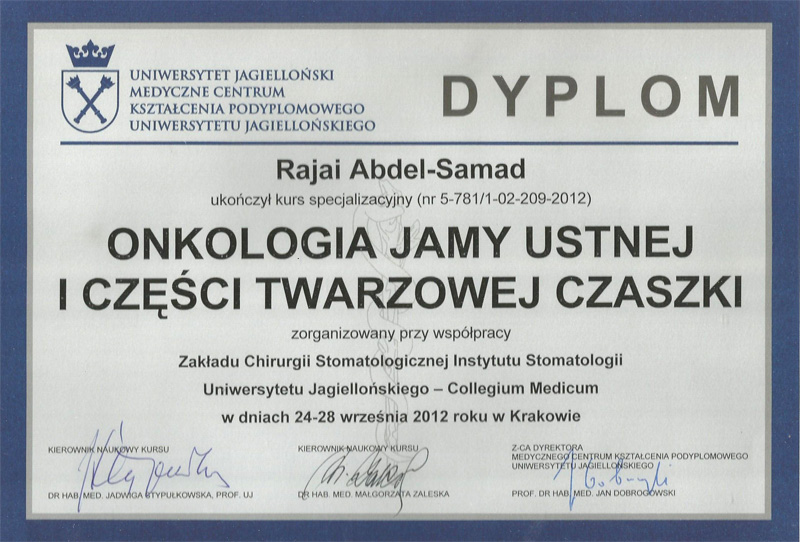 UNIWERSYTET JAGIELLOŃSKI
MEDYCZNE CENTRUM
KSZTAŁCENIA PODYPLOMOWEGO
UNIWERSYTETU JAGIELLOŃSKIEGO
DYPLOM
Rajai Abdel-Samad
ukończył kurs specjalizacyjny (nr 5-781/1-02-209-2012)
ONKOLOGIA JAMY USTNEJ
I CZĘŚCI TWARZOWEJ CZASZKI
zorganizowany przy współpracy
Zakładu Chirurgii Stomatologicznej Instytutu Stomatologii
Uniwersytetu Jagiellońskiego – Collegium Medicum
w dniach 24-28 września 2012 roku w Krakowie
KIEROWNIK NAUKOWY KURSU
DR HAB. MED. JADWIGA STYPUŁKOWSKA, PROF. UJ
KIEROWNIK NAUKOWY KURSU
DR HAB. MED. MAŁGORZATA ZALESKA
Z-CA DYREKTORA
MEDYCZNEGO CENTRUM KSZTAŁCENIA PODYPLOMOWEGO
UNIWERSYTETU JAGIELLOŃSKIEGO
PROF. DR HAB. MED. JAN DOBROGOWSKI